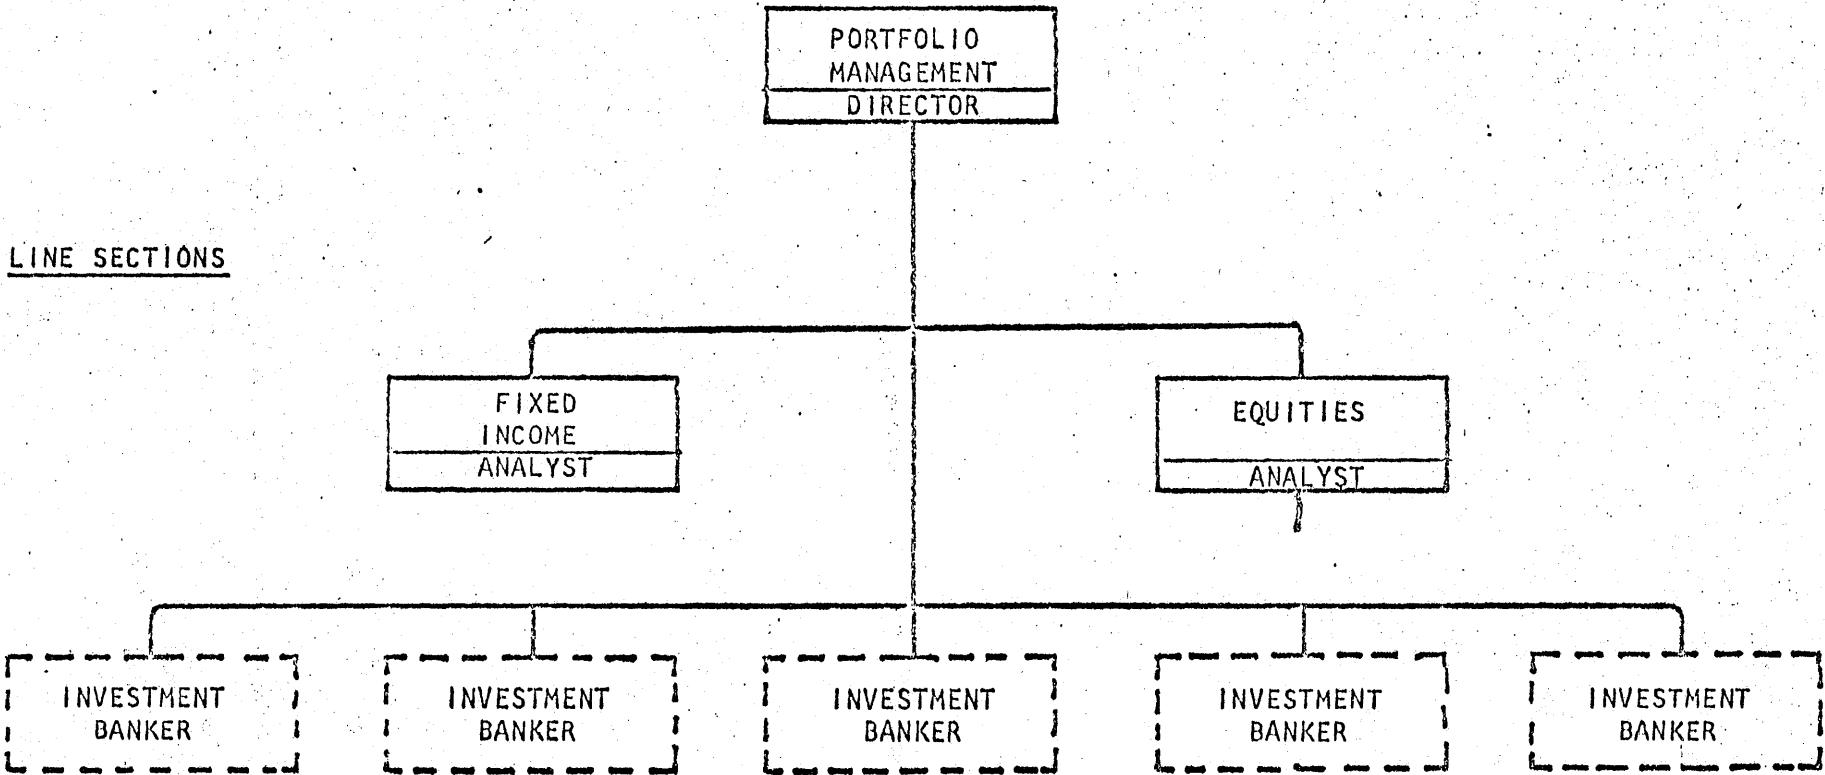 PORTFOLIO
MANAGEMENT
DIRECTOR
LINE SECTIONS
FIXED
INCOME
ANALYST
EQUITIES
ANALYST
INVESTMENT
BANKER
INVESTMENT
BANKER
INVESTMENT
BANKER
INVESTMENT
BANKER
INVESTMENT
BANKER